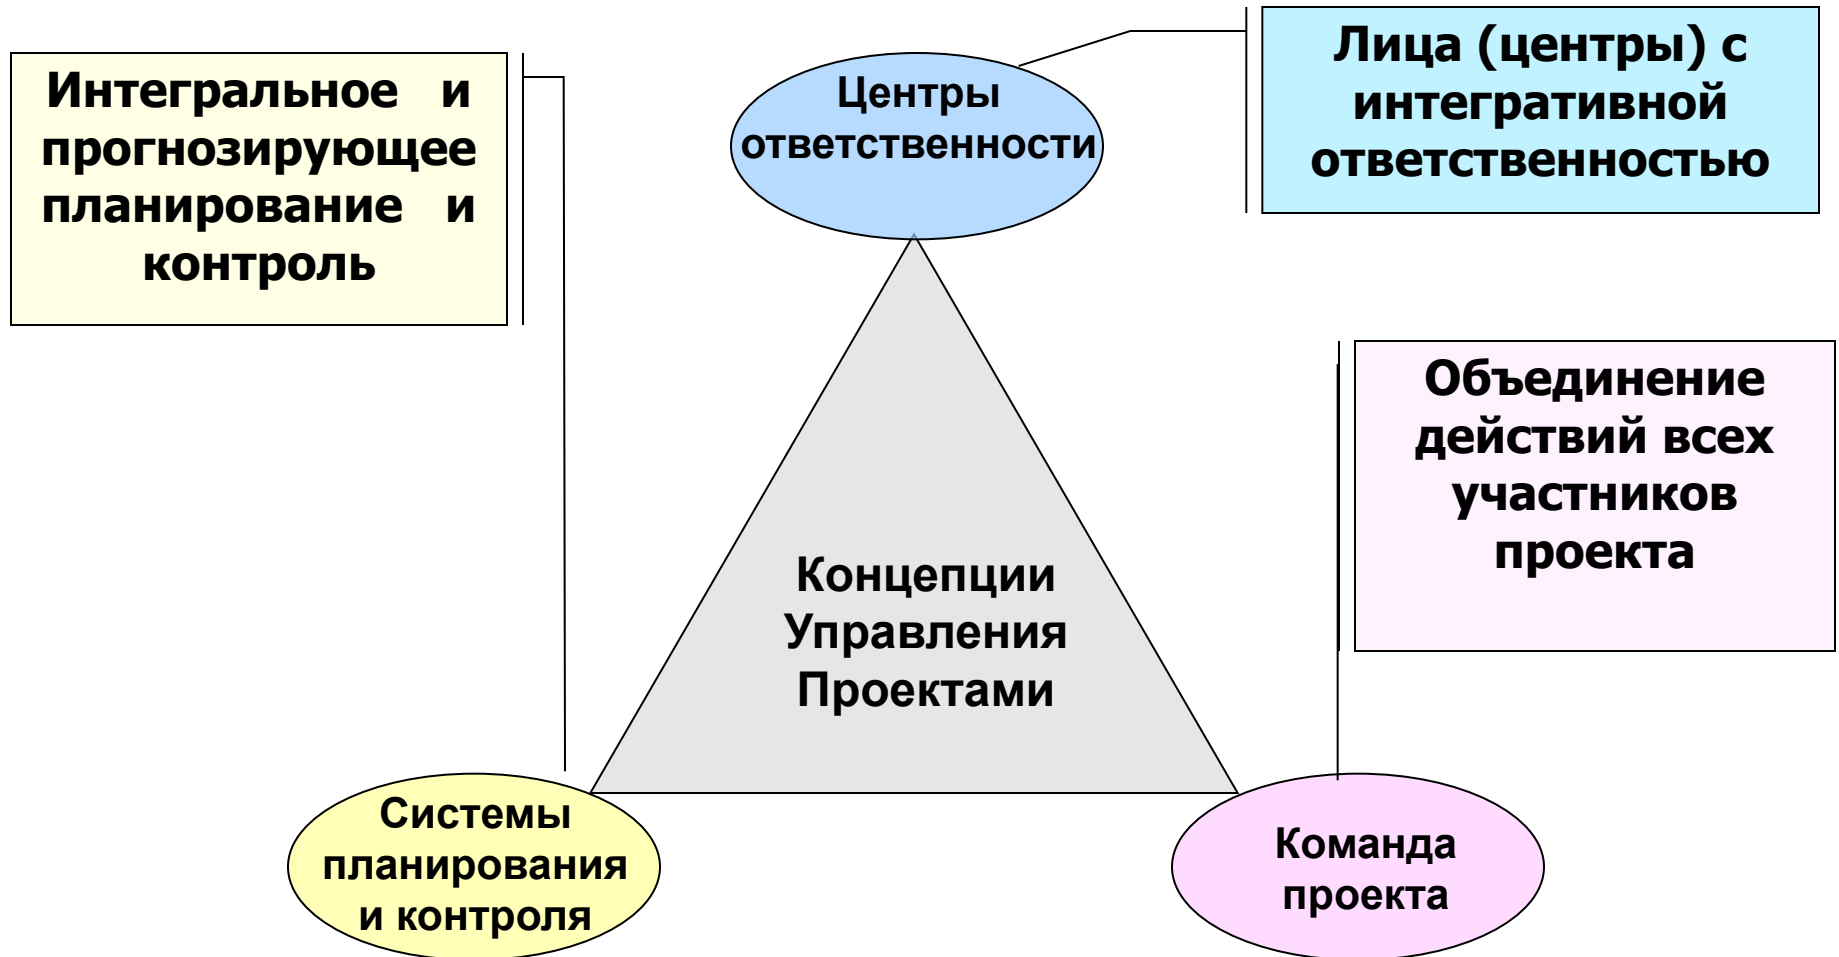 Интегральное и
прогнозирующее
планирование и
контроль
Центры
ответственности
Лица (центры) с
интегративной
ответственностью
Объединение
действий всех
участников
проекта
Концепции
Управления
Проектами
Системы
планирования
и контроля
Команда
проекта